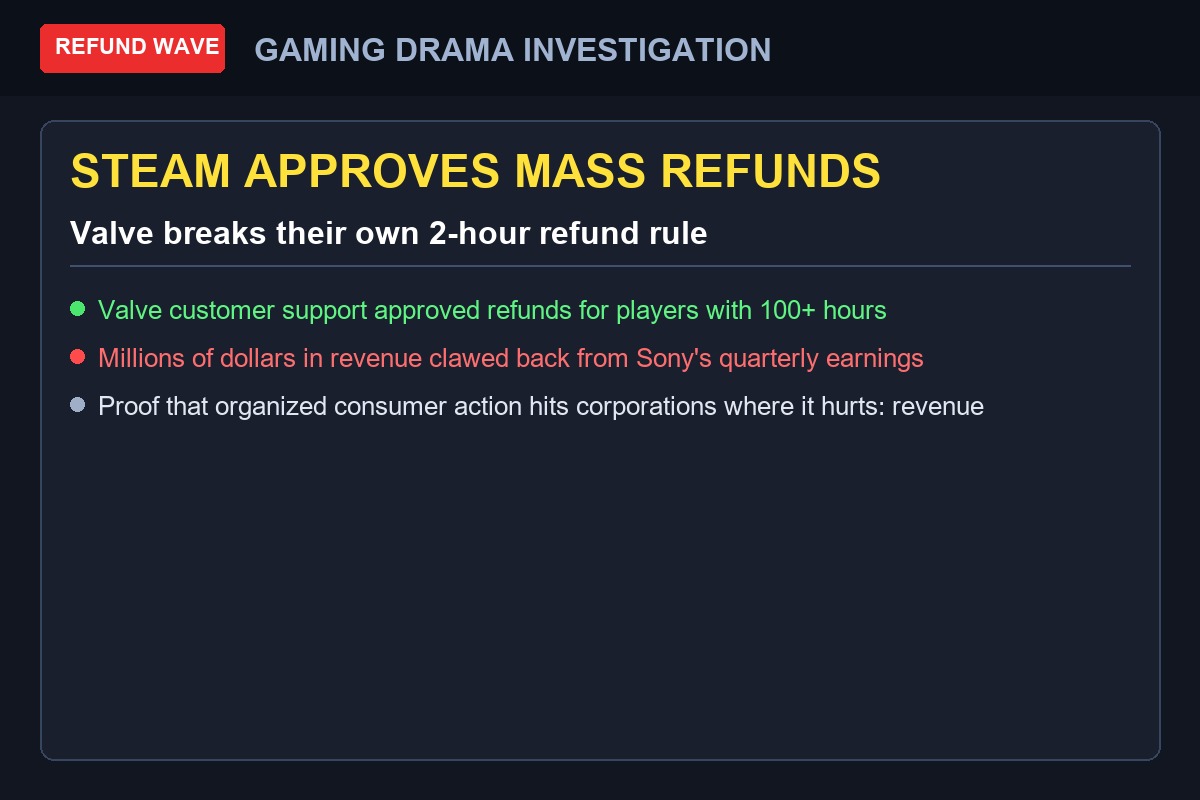 REFUND WAVE
GAMING DRAMA INVESTIGATION
STEAM APPROVES MASS REFUNDS
Valve breaks their own 2-hour refund rule
Valve customer support approved refunds for players with 100+ hours
Millions of dollars in revenue clawed back from Sony's quarterly earnings
Proof that organized consumer action hits corporations where it hurts: revenue